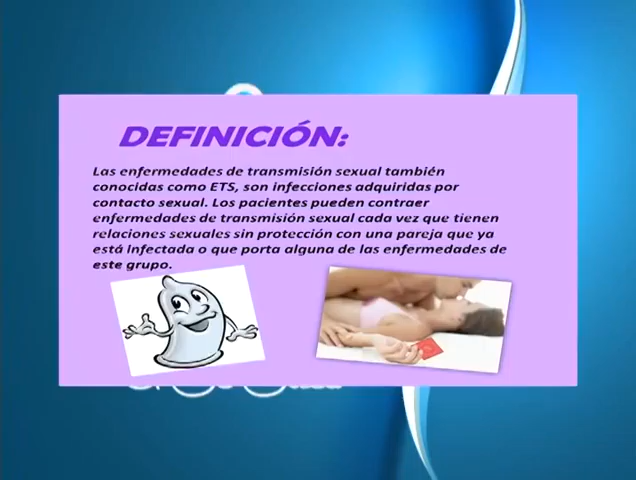 DEFINICIÓN:
Las enfermedades de transmisión sexual también
conocidas como ETS, son infecciones adquiridas por
contacto sexual. Los pacientes pueden contraer
enfermedades de transmisión sexual cada vez que tienen
relaciones sexuales sin protección con una pareja que ya
está infectada o que porta alguna de las enfermedades de
este grupo.